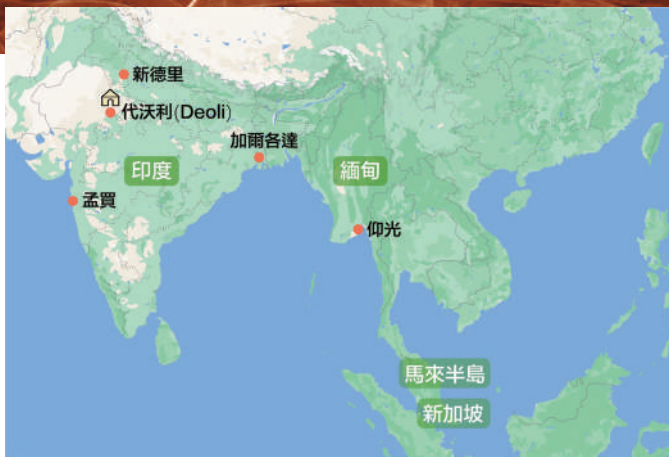 新德里
代沃利(Deoli)
加爾各達
印度
緬甸
孟買
仰光
馬來半島
新加坡